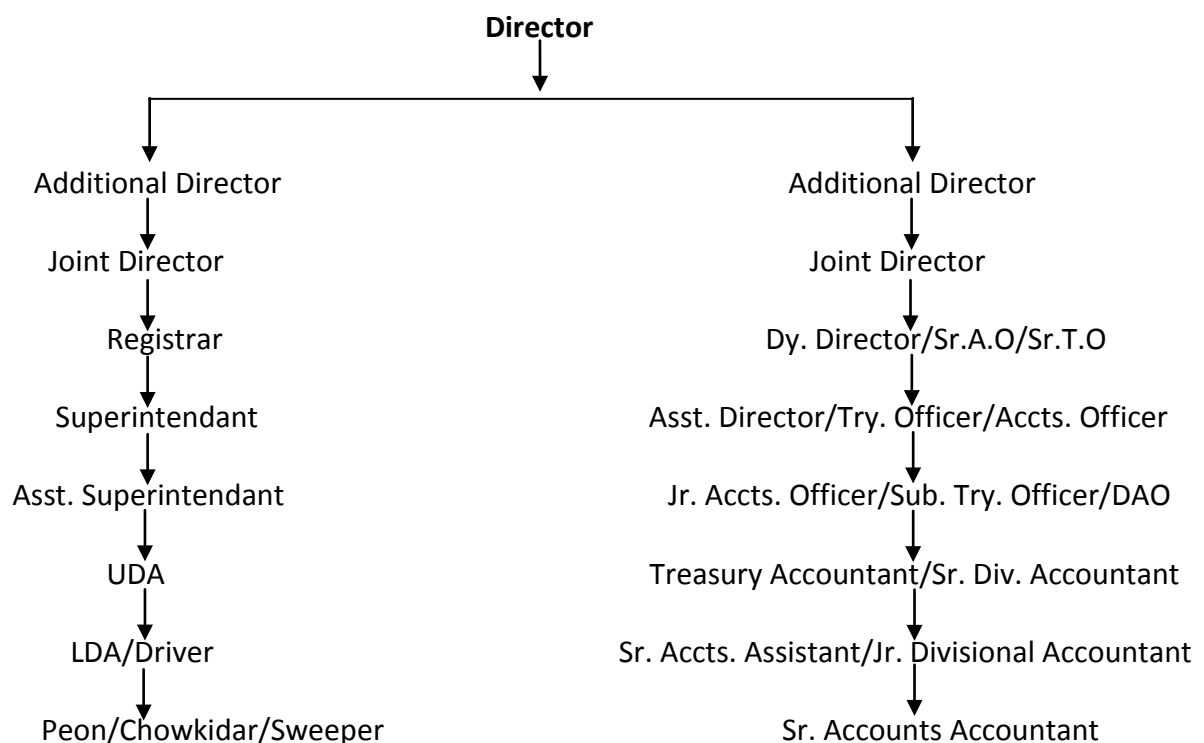 Director
Additional Director Additional Director
Joint Director Joint Director
Registrar Dy. Director/Sr.A.O/Sr.T.O
Superintendant Asst. Director/Try. Officer/Accts. Officer
Asst. Superintendant Jr. Accts. Officer/Sub. Try. Officer/DAO
UDA Treasury Accountant/Sr. Div. Accountant
LDA/Driver Sr. Accts. Assistant/Jr. Divisional Accountant
Peon/Chowkidar/Sweeper Sr. Accounts Accountant